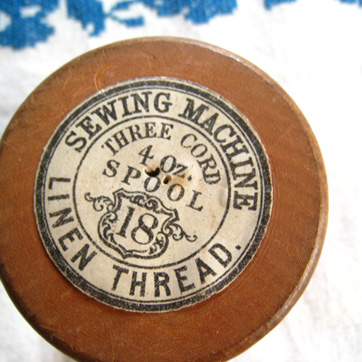 SEWING MACHINE
THREE CORD
4 OZ.
SPOOL
18
LINEN THREAD.